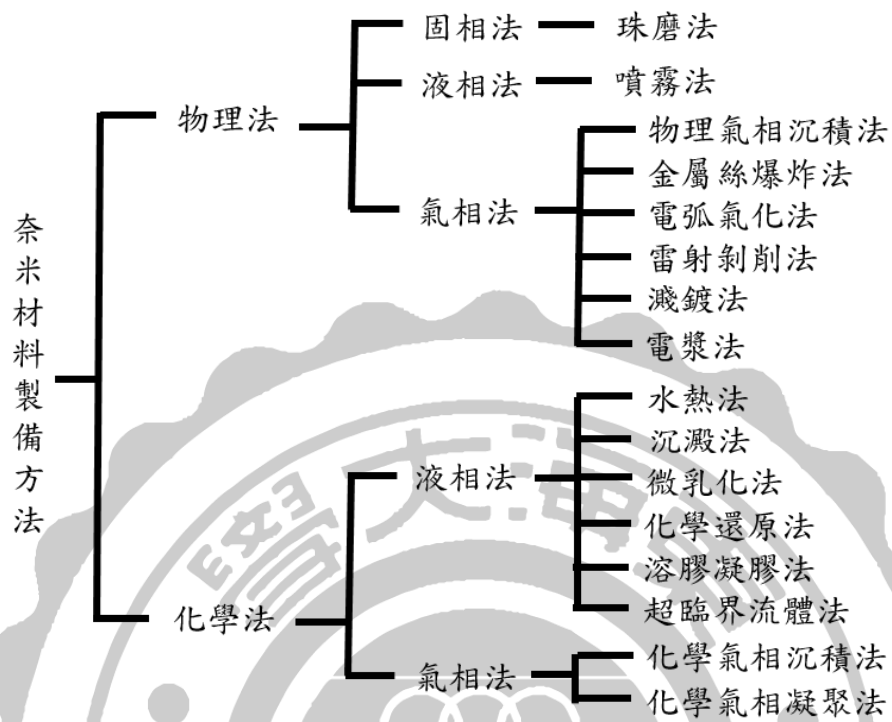 奈米材料製備方法
物理法
固相法
珠磨法
液相法
噴霧法
氣相法
物理氣相沉積法
金屬絲爆炸法
電弧氣化法
雷射剝削法
濺鍍法
電漿法
化學法
液相法
水熱法
沉澱法
微乳化法
化學還原法
溶膠凝膠法
超臨界流體法
氣相法
化學氣相沉積法
化學氣相凝聚法
學大海東